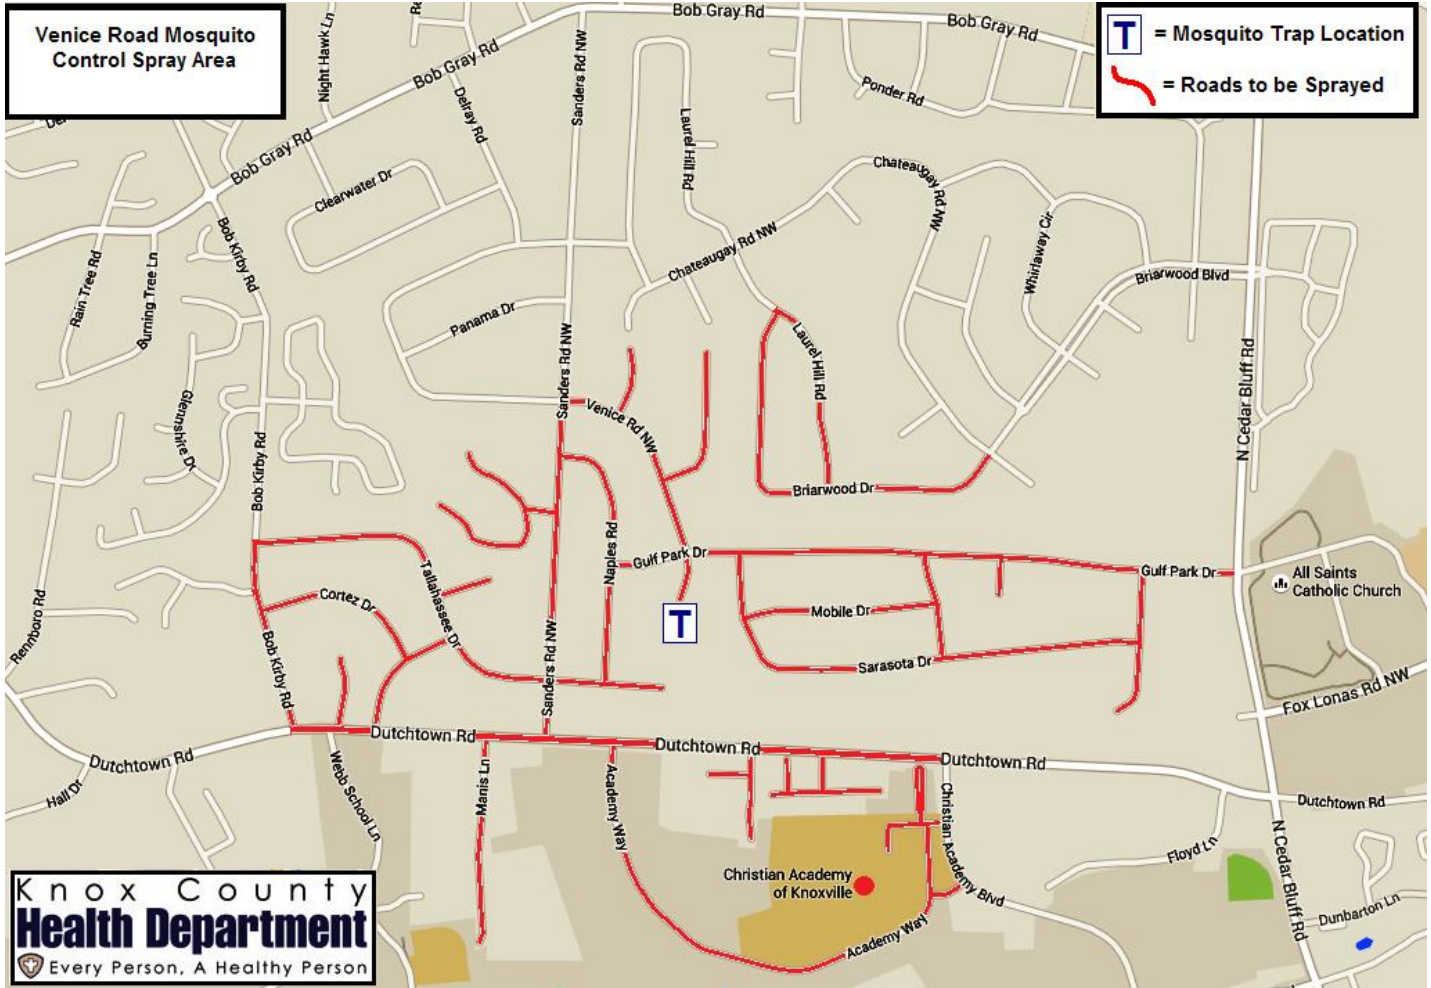 Venice Road Mosquito
Control Spray Area
T = Mosquito Trap Location
= Roads to be Sprayed
Bob Gray Rd
Bob Gray Rd
Bob Gray Rd
Bob Gray Rd
Night Hawk Ln
Sanders Rd NW
Delray Rd
Laurel Hill Rd
Ponder Rd
Clearwater Dr
Chateaugay Rd NW
Chateaugay Rd NW
Whirlaway Cir
Briarwood Blvd
Bob Kirby Rd
Rain Tree Rd
Burning Tree Ln
Panama Dr
Sanders Rd NW
Laurel Hill Rd
N Cedar Bluff Rd
Glennshire Dr
Venice Rd NW
Bob Kirby Rd
Briarwood Dr
Naples Rd
Gulf Park Dr
Gulf Park Dr
All Saints
Catholic Church
Tallahassee Dr
Cortez Dr
Mobile Dr
T
Rennboro Rd
Bob Kirby Rd
Sanders Rd NW
Sarasota Dr
Fox Lonas Rd NW
Dutchtown Rd
Dutchtown Rd
Dutchtown Rd
Dutchtown Rd
Dutchtown Rd
Hall Dr
Webb School Ln
Manis Ln
Academy Way
Christian Academy Blvd
N Cedar Bluff Rd
Floyd Ln
Christian Academy
of Knoxville
Academy Way
Dunbarton Ln
Knox County
Health Department
Every Person, A Healthy Person